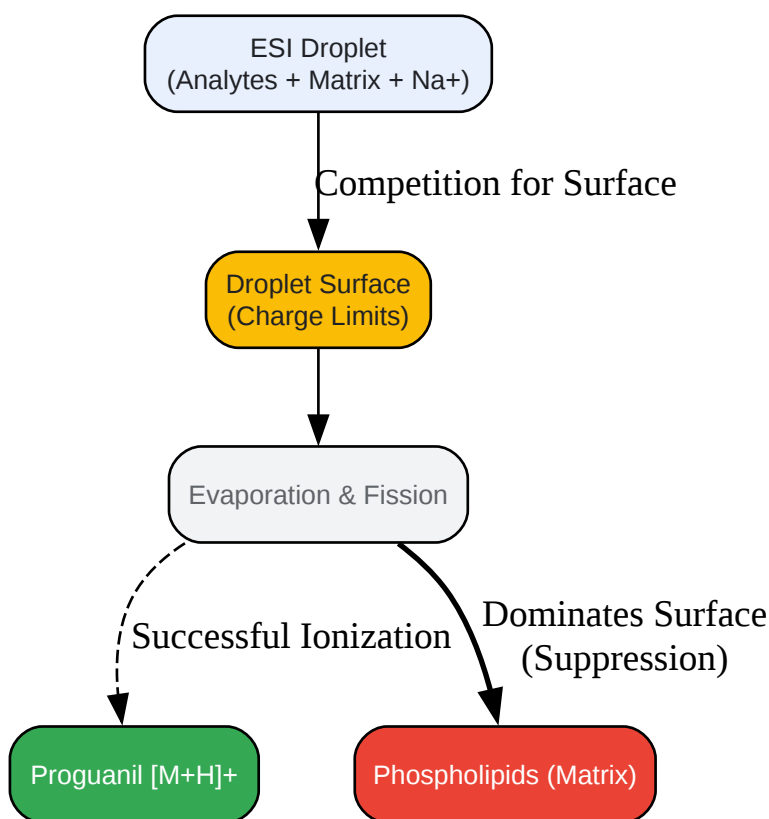 ESI Droplet
(Analytes + Matrix + Na+)
Competition for Surface
Droplet Surface
(Charge Limits)
Evaporation & Fission
Successful Ionization
Dominates Surface
(Suppression)
Proguanil [M+H]+
Phospholipids (Matrix)